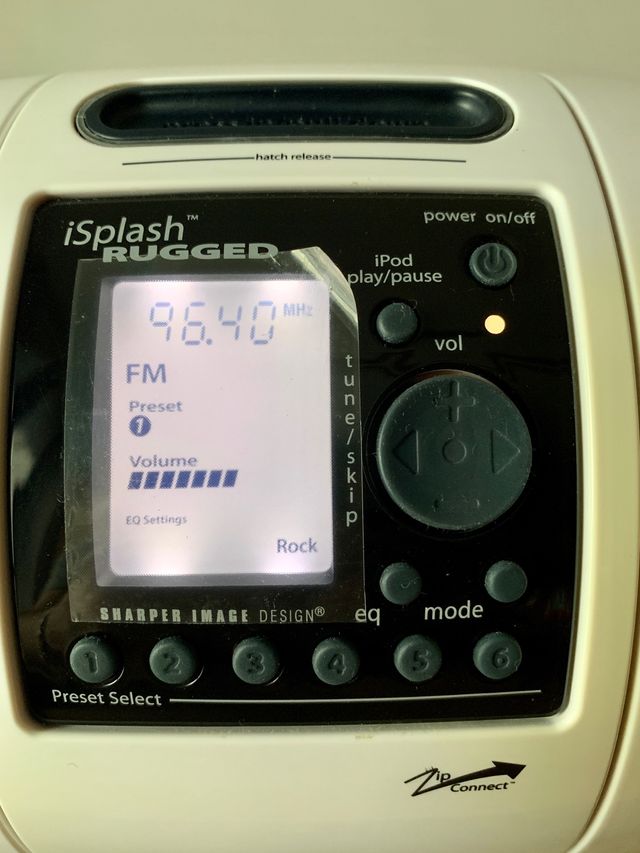 hatch release
iSplash™
RUGGED
power on/off
iPod
play/pause
vol
96.40 MHz
FM
Preset
1
Volume
EQ Settings
Rock
tune/skip
SHARPER IMAGE DESIGN®
eq
mode
1 2 3 4 5 6
Preset Select
Zip
Connect™